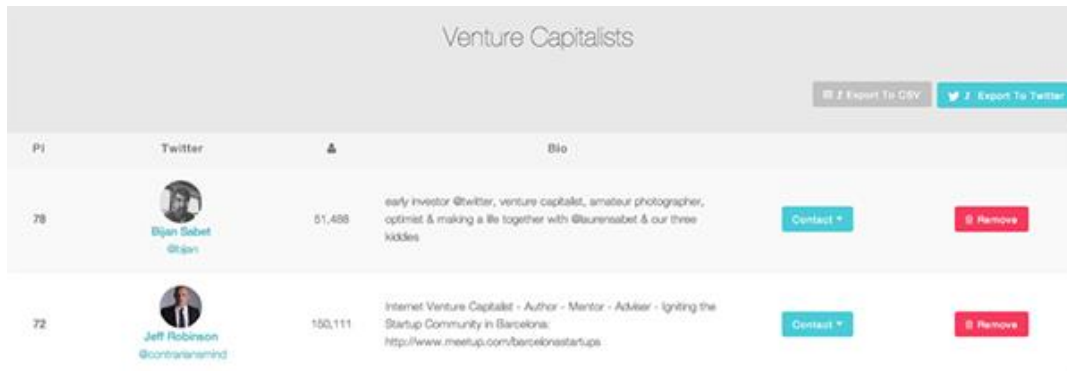 Venture Capitalists
Export To CSV
Export To Twitter
PI Twitter Bio
78
Bijan Sabet
@bijan
51,488
early investor @twitter, venture capitalist, amateur photographer,
optimist & making a life together with @laurensabet & our three
kiddies
Contact
Remove
72
Jeff Robinson
@contrariansmind
150,111
Internet Venture Capitalist - Author - Mentor - Adviser - Igniting the
Startup Community in Barcelona:
http://www.meetup.com/barcelonastartups
Contact
Remove